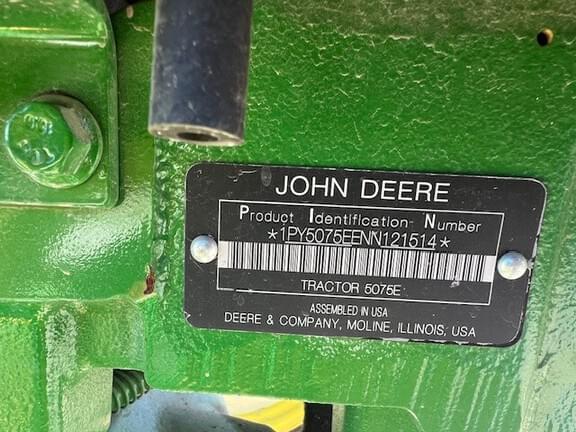 JOHN DEERE
Product Identification Number
*1PY5075EENN121514*
TRACTOR 5075E
ASSEMBLED IN USA
DEERE & COMPANY, MOLINE, ILLINOIS, USA